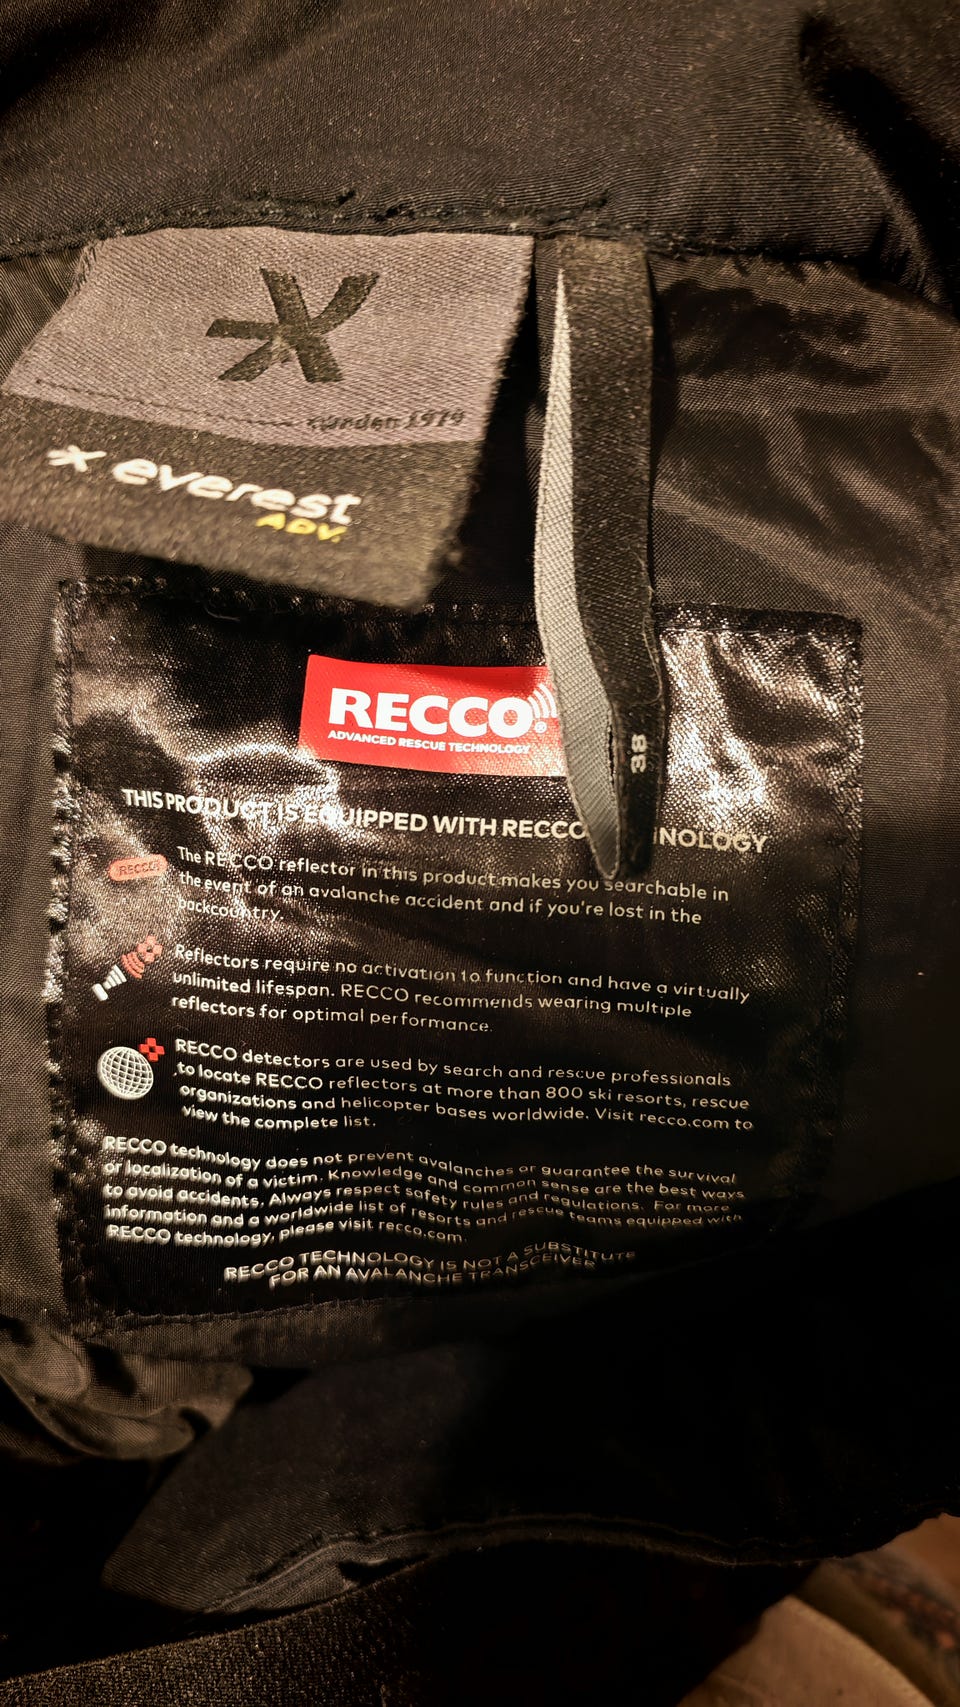 Sweden 1979
everest
ADV.
38
RECCO®
ADVANCED RESCUE TECHNOLOGY
THIS PRODUCT IS EQUIPPED WITH RECCO NOLOGY
RECCO
The RECCO reflector in this product makes you searchable in
the event of an avalanche accident and if you're lost in the
backcountry.
Reflectors require no activation to function and have a virtually
unlimited lifespan. RECCO recommends wearing multiple
reflectors for optimal performance.
RECCO detectors are used by search and rescue professionals
to locate RECCO reflectors at more than 800 ski resorts, rescue
organizations and helicopter bases worldwide. Visit recco.com to
view the complete list.
RECCO technology does not prevent avalanches or guarantee the survival
or localization of a victim. Knowledge and common sense are the best ways
to avoid accidents. Always respect safety rules and regulations. For more
information and a worldwide list of resorts and rescue teams equipped with
RECCO technology, please visit recco.com.
RECCO TECHNOLOGY IS NOT A SUBSTITUTE
FOR AN AVALANCHE TRANSCEIVER